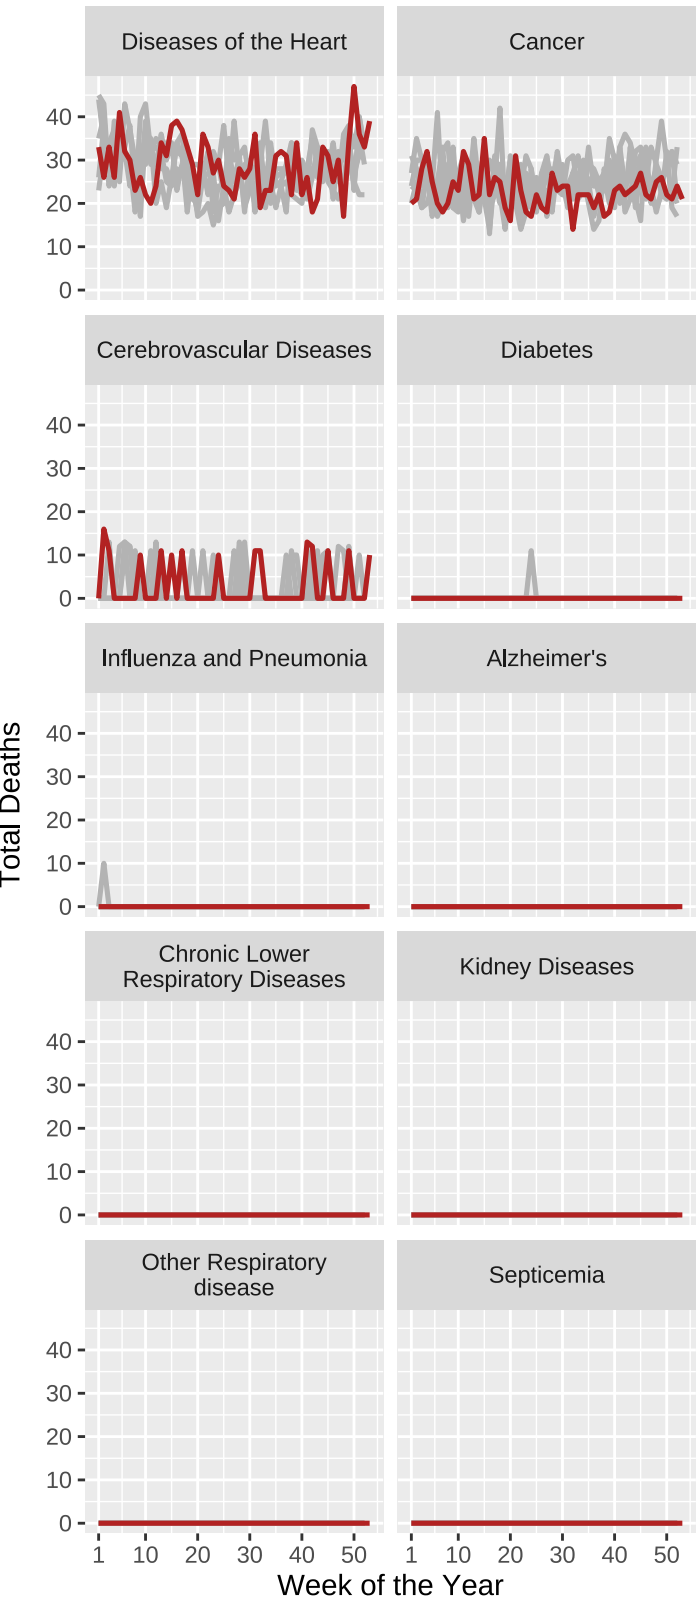 Diseases of the Heart
Cancer
40
30
20
10
0
Cerebrovascular Diseases
Diabetes
40
30
20
10
0
Influenza and Pneumonia
Alzheimer's
40
30
20
10
0
Chronic Lower
Respiratory Diseases
Kidney Diseases
40
30
20
10
0
Other Respiratory
disease
Septicemia
40
30
20
10
0
1 10 20 30 40 50
1 10 20 30 40 50
Week of the Year
Total Deaths